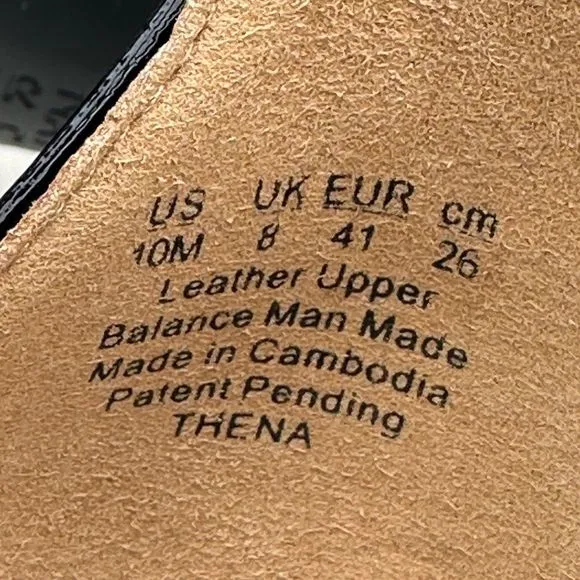 US UK EUR cm
10M 8 41 26
Leather Upper
Balance Man Made
Made in Cambodia
Patent Pending
THENA